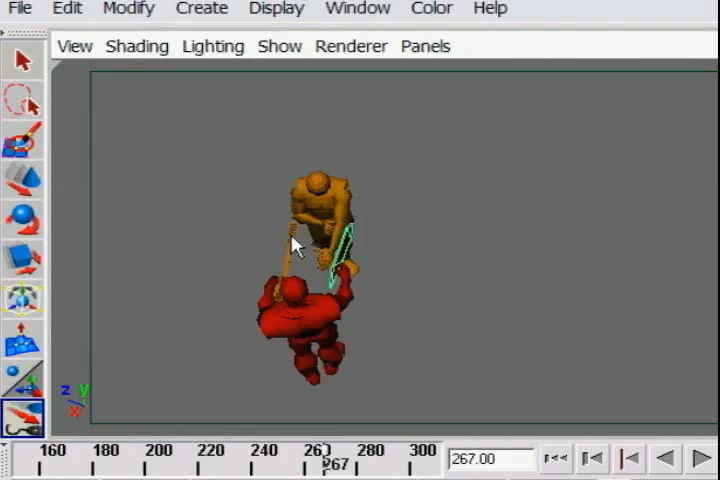 File Edit Modify Create Display Window Color Help
View Shading Lighting Show Renderer Panels
z y
x
160 180 200 220 240 260 280 300
267
267.00